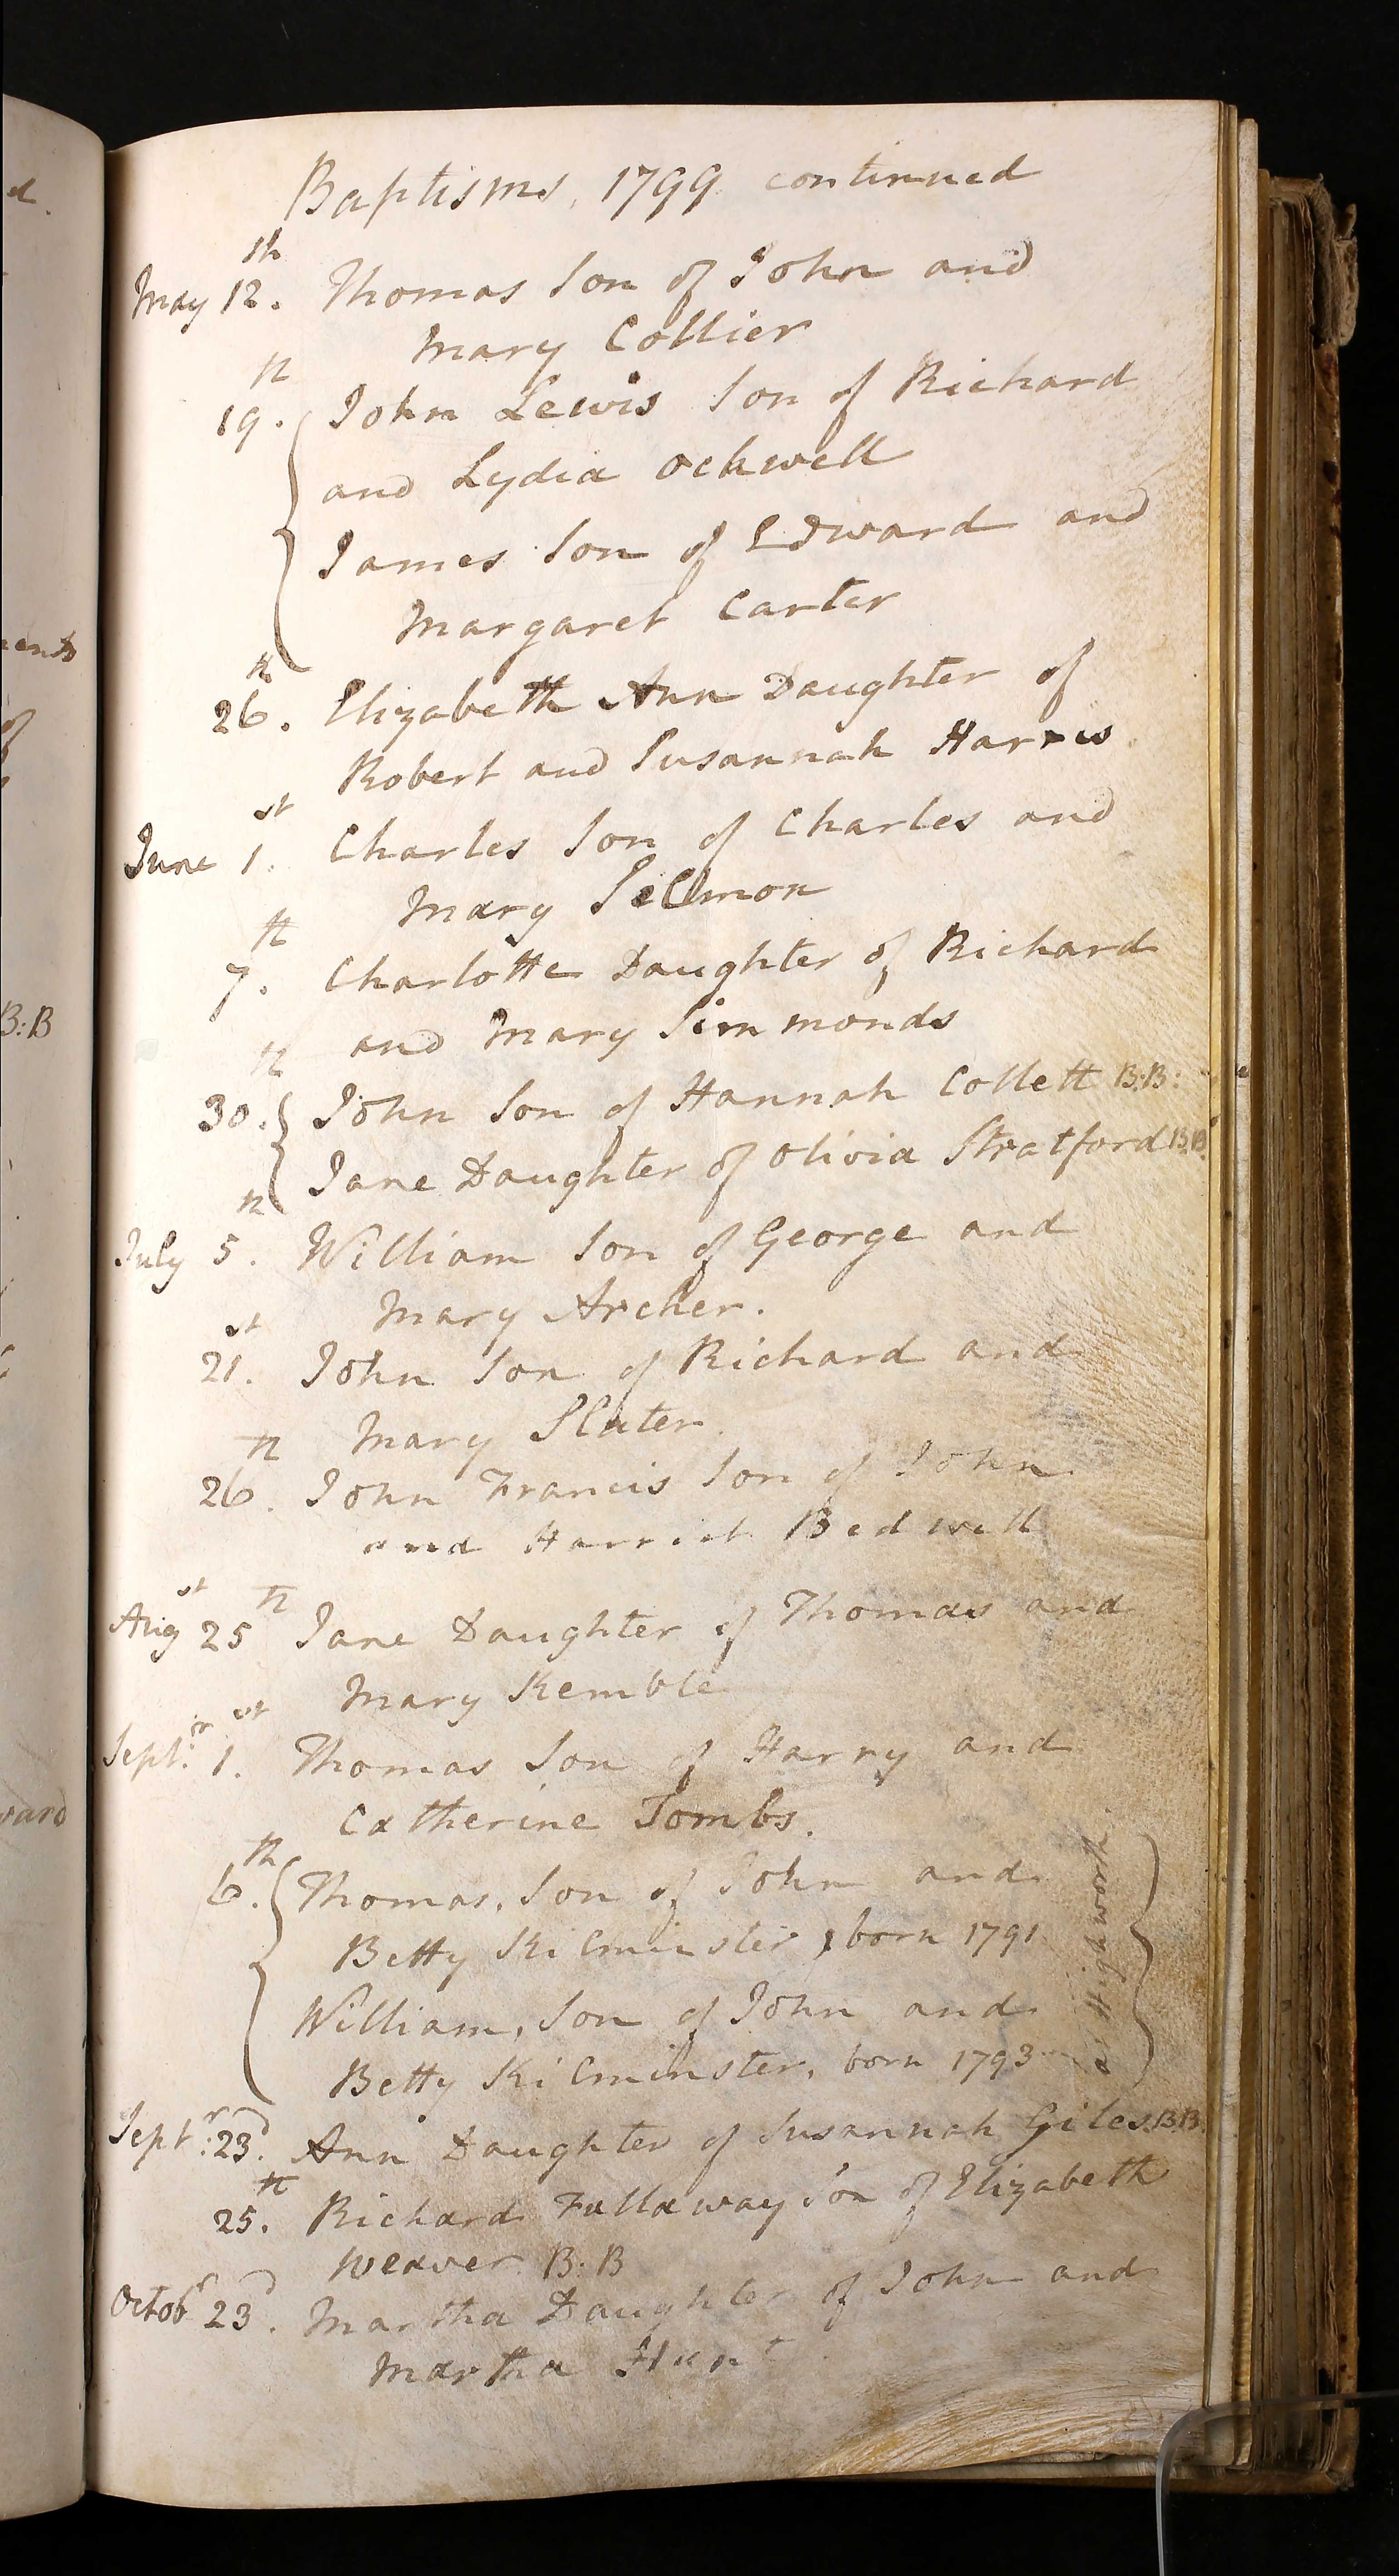 Baptisms, 1799 continued
May 12th. Thomas Son of John and
Mary Collier
19th. John Lewis Son of Richard
and Lydia Ockwell
James Son of Edward and
Margaret Carter
26th. Elizabeth Ann Daughter of
Robert and Susannah Harris
June 1st. Charles Son of Charles and
Mary Sellmon
7th. Charlotte Daughter of Richard
and Mary Simmonds
30th. John Son of Hannah Collett B:B:
Jane Daughter of Olivia Stratford B:B:
July 5th. William Son of George and
Mary Archer.
21st. John Son of Richard and
Mary Slater.
26th. John Francis Son of John
and Harriet Bedwell
Augst 25th Jane Daughter of Thomas and
Mary Kemble
Septr. 1st. Thomas Son of Harry and
Catherine Tombs.
6th. Thomas, Son of John and
Betty Kilminster, born 1791
William, Son of John and
Betty Kilminster, born 1793
at Highworth.
Septr. 23d. Ann Daughter of Susannah Giles B:B:
25th. Richard Fallaway Son of Elizabeth
Weaver B:B
Octobr 23d. Martha Daughter of John and
Martha Hunt
ents
of
B:B
ward